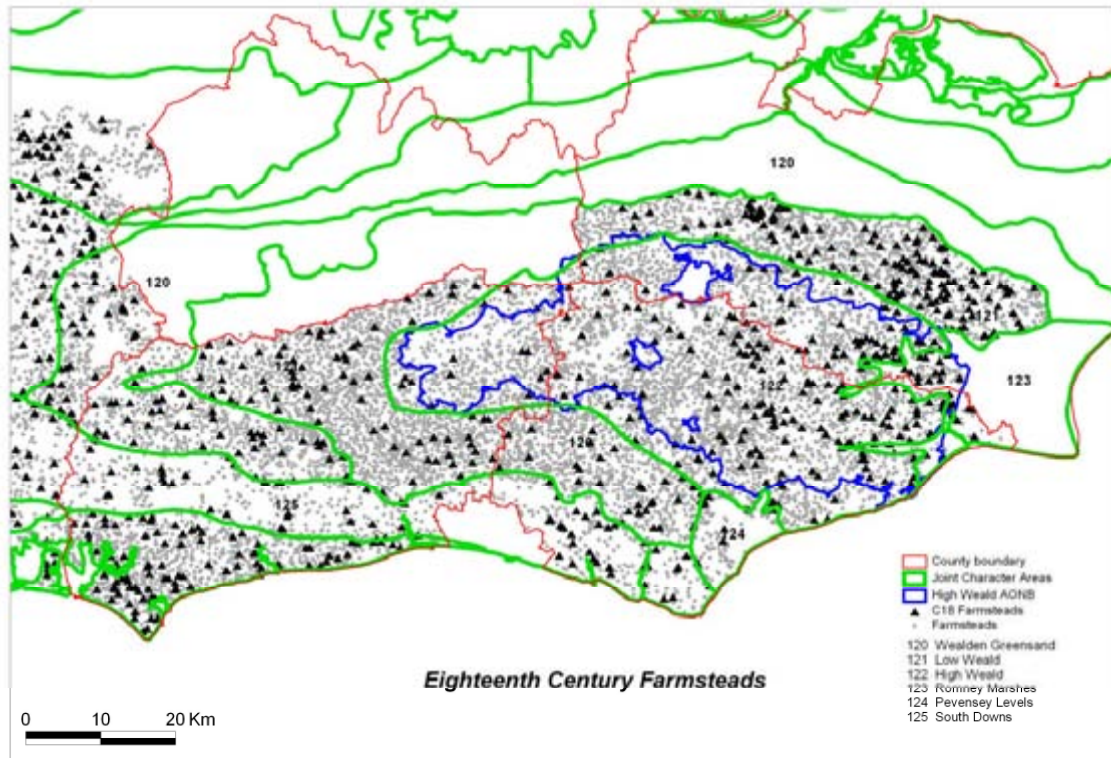 120
120
121
123
122
125
124
County boundary
Joint Character Areas
High Weald AONB
C18 Farmsteads
Farmsteads
120 Wealden Greensand
121 Low Weald
122 High Weald
123 Romney Marshes
124 Pevensey Levels
125 South Downs
Eighteenth Century Farmsteads
0 10 20 Km